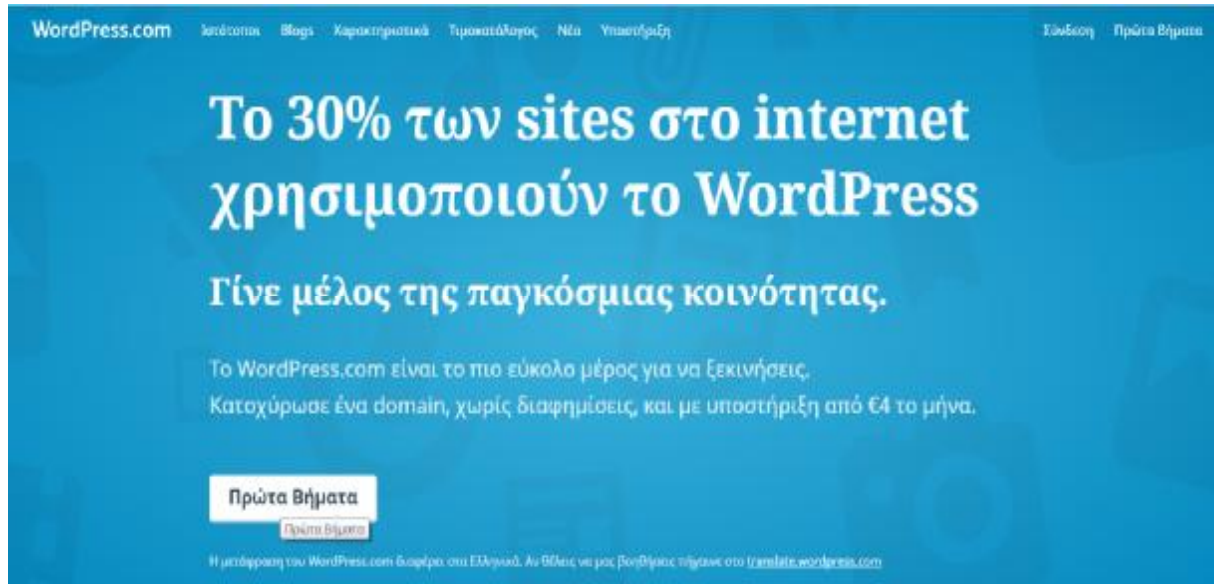 WordPress.com Ιστότοποι Blogs Χαρακτηριστικά Τιμοκατάλογος Νέα Υποστήριξη Σύνδεση Πρώτα Βήματα
Το 30% των sites στο internet
χρησιμοποιούν το WordPress
Γίνε μέλος της παγκόσμιας κοινότητας.
Το WordPress.com είναι το πιο εύκολο μέρος για να ξεκινήσεις.
Κατοχύρωσε ένα domain, χωρίς διαφημίσεις, και με υποστήριξη από €4 το μήνα.
Πρώτα Βήματα
Πρώτα Βήματα
Η μετάφραση του WordPress.com διαφέρει στα Ελληνικά. Αν θέλεις να μας βοηθήσεις πήγαινε στο translate.wordpress.com